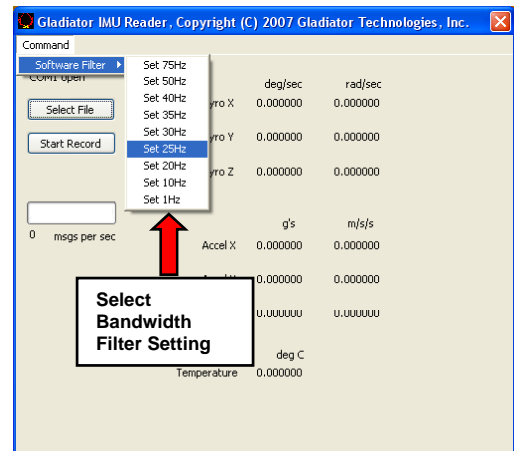 Gladiator IMU Reader, Copyright (C) 2007 Gladiator Technologies, Inc.
Command
Software Filter
Set 75Hz
Set 50Hz
Set 40Hz
Set 35Hz
Set 30Hz
Set 25Hz
Set 20Hz
Set 10Hz
Set 1Hz
COM1 open
Select File
Start Record
0 msgs per sec
deg/sec rad/sec
yro X 0.000000 0.000000
yro Y 0.000000 0.000000
yro Z 0.000000 0.000000
g's m/s/s
Accel X 0.000000 0.000000
0.000000 0.000000
0.000000 0.000000
Select
Bandwidth
Filter Setting
deg C
Temperature 0.000000